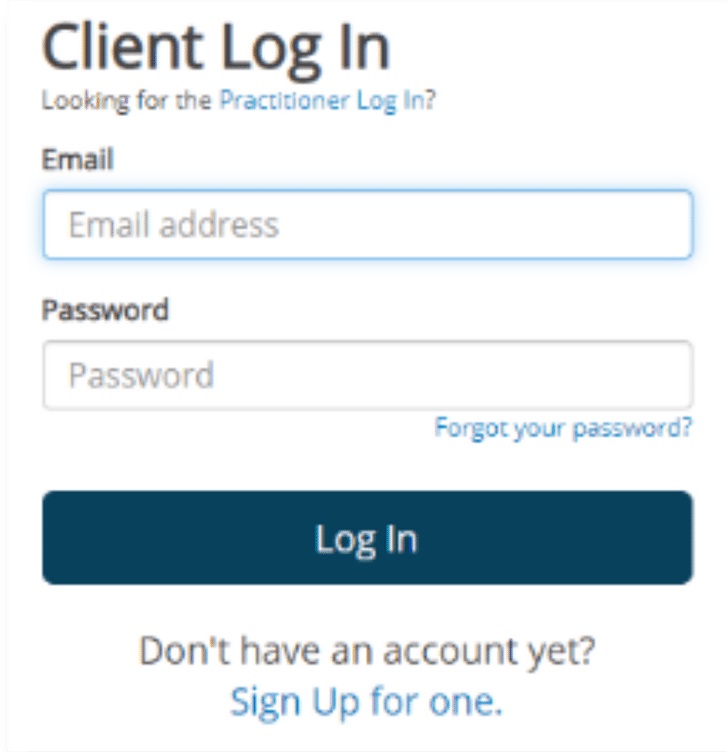 Client Log In
Looking for the Practitioner Log In?
Email
Email address
Password
Password
Forgot your password?
Log In
Don't have an account yet?
Sign Up for one.